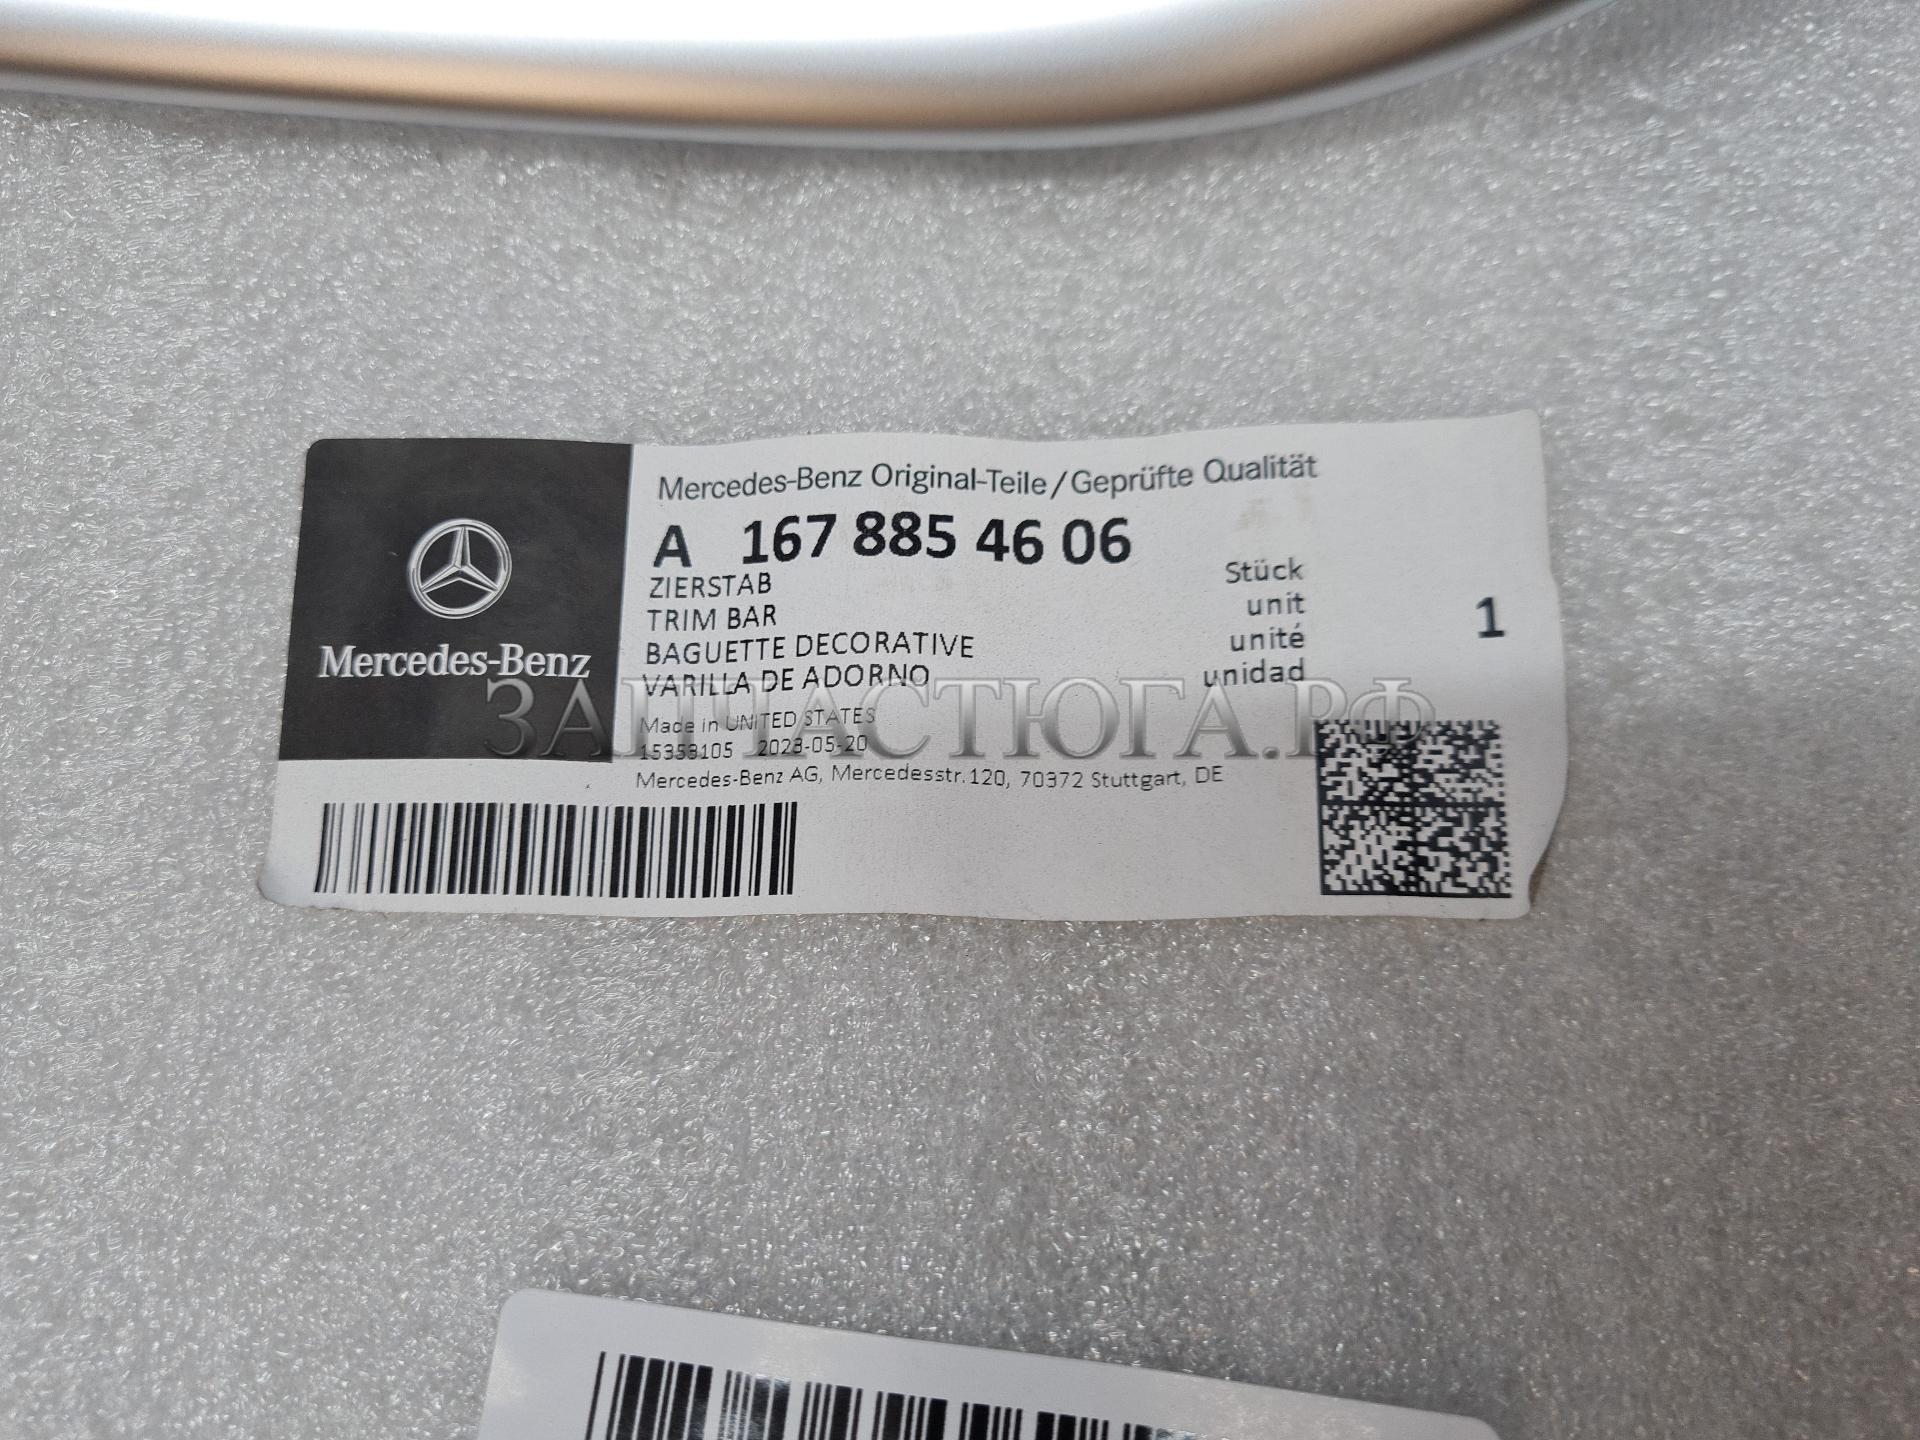 Mercedes-Benz Original-Teile/Geprüfte Qualität
A 167 885 46 06
ZIERSTAB
TRIM BAR
BAGUETTE DECORATIVE
VARILLA DE ADORNO
Stück
unit
unité
unidad
1
Mercedes-Benz
Made in UNITED STATES
15353105 2023-05-20
Mercedes-Benz AG, Mercedesstr.120, 70372 Stuttgart, DE
ЗАПЧАСТЮГА.РФ